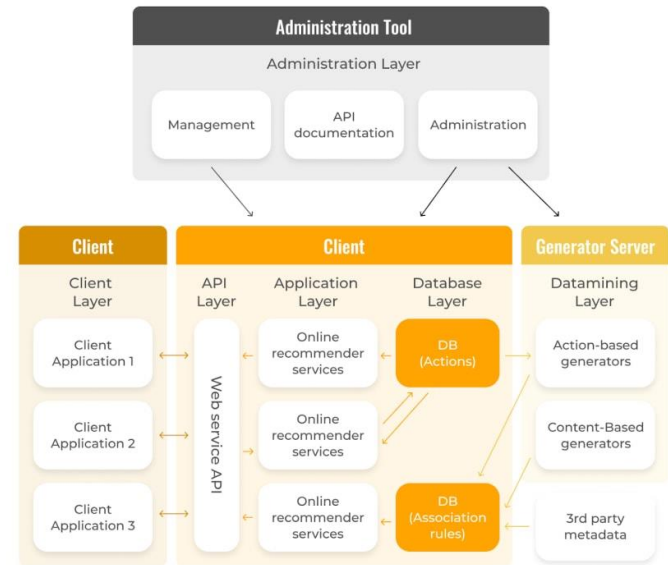 Administration Tool
Administration Layer
Management
API
documentation
Administration
Client
Client
Generator Server
Client
Layer
API
Layer
Application
Layer
Database
Layer
Datamining
Layer
Client
Application 1
Client
Application 2
Client
Application 3
Web service API
Online
recommender
services
Online
recommender
services
Online
recommender
services
DB
(Actions)
DB
(Association
rules)
Action-based
generators
Content-Based
generators
3rd party
metadata